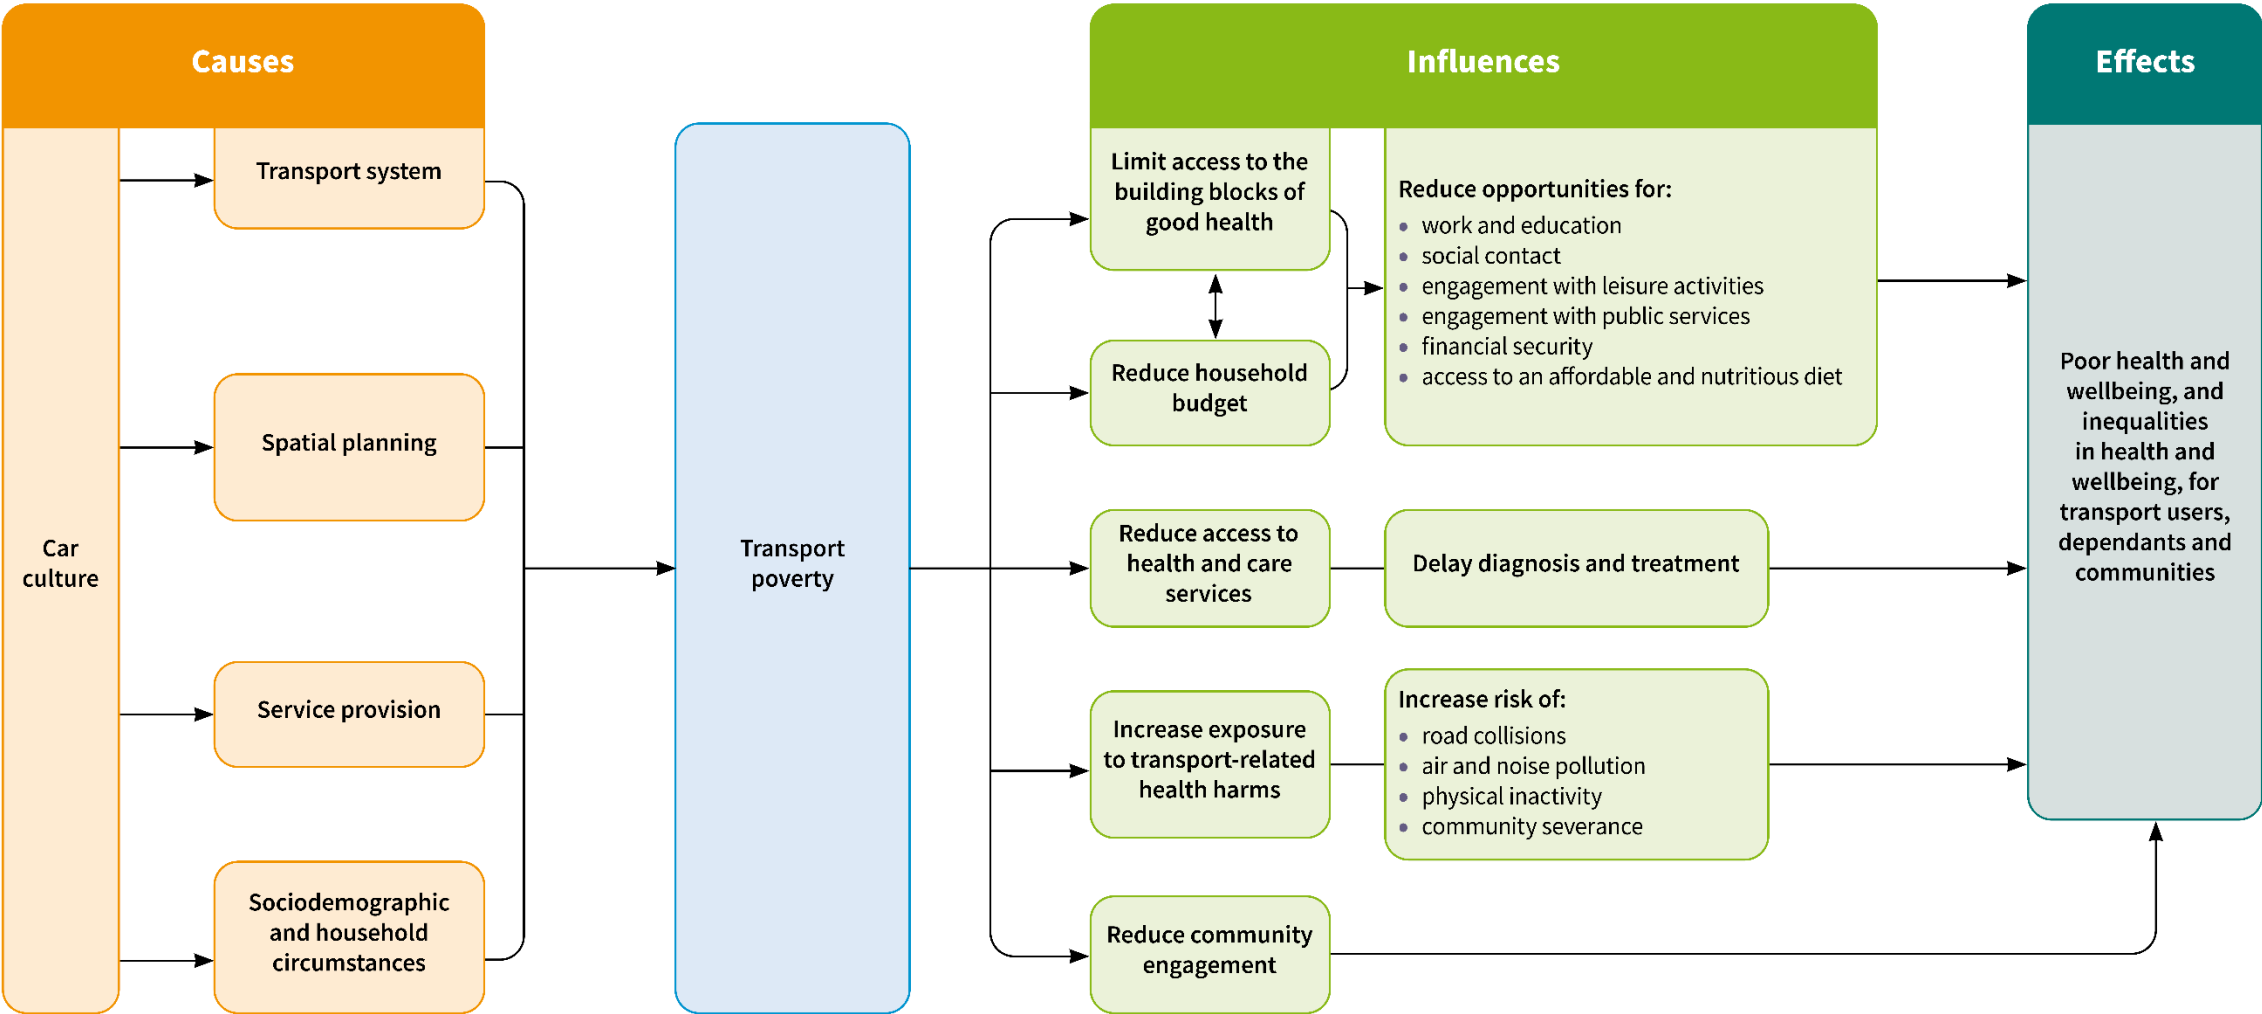 Causes
Influences
Effects
Car
culture
Transport system
Spatial planning
Service provision
Sociodemographic
and household
circumstances
Transport
poverty
Limit access to the
building blocks of
good health
Reduce household
budget
Reduce opportunities for:
• work and education
• social contact
• engagement with leisure activities
• engagement with public services
• financial security
• access to an affordable and nutritious diet
Reduce access to
health and care
services
Delay diagnosis and treatment
Increase exposure
to transport-related
health harms
Increase risk of:
• road collisions
• air and noise pollution
• physical inactivity
• community severance
Reduce community
engagement
Poor health and
wellbeing, and
inequalities
in health and
wellbeing, for
transport users,
dependants and
communities